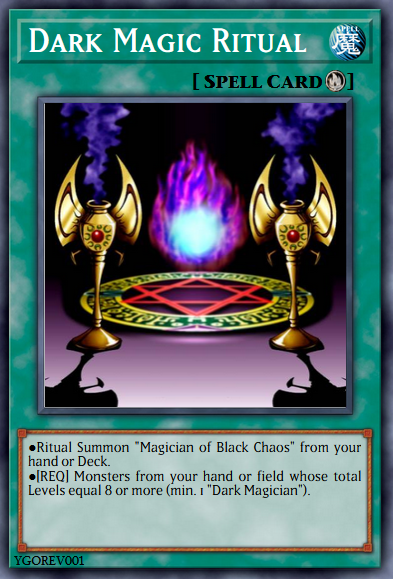 Dark Magic Ritual
SPELL
魔
[ Spell Card ]
●Ritual Summon "Magician of Black Chaos" from your
hand or Deck.
●[REQ] Monsters from your hand or field whose total
Levels equal 8 or more (min. 1 "Dark Magician").
YGOREV001